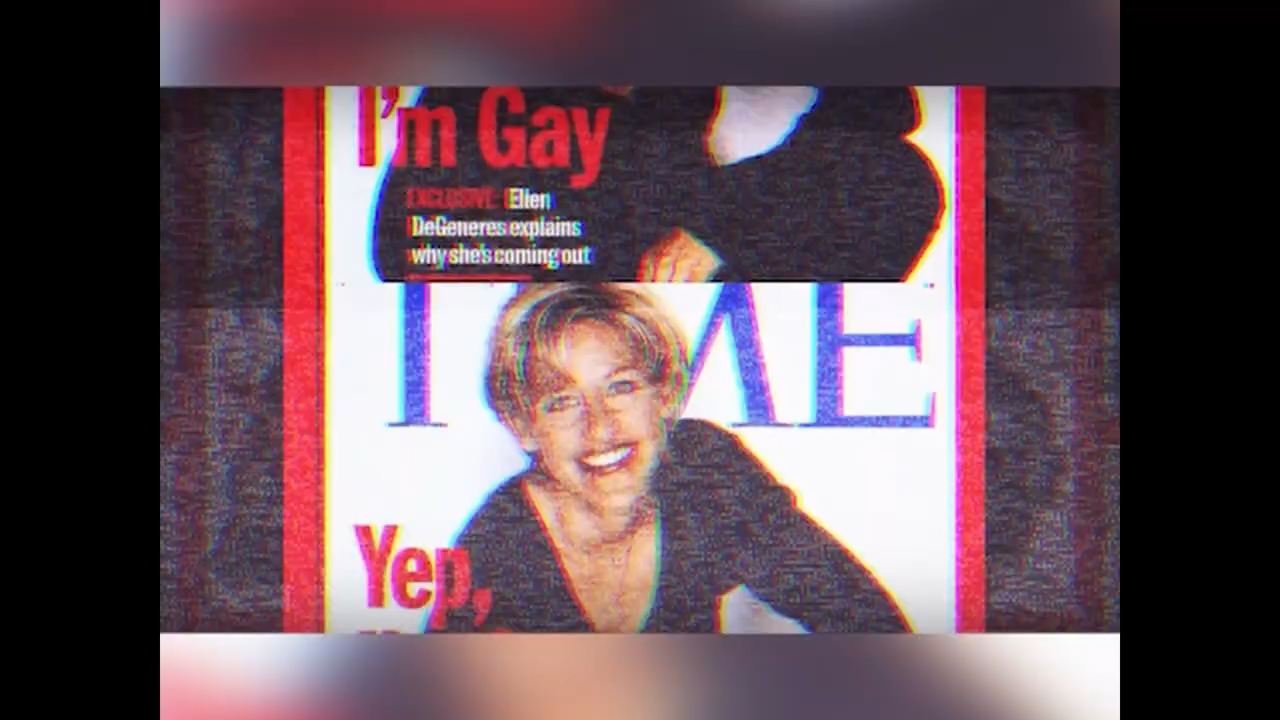 I'm Gay
EXCLUSIVE: Ellen
DeGeneres explains
why she's coming out
TIME
Yep,